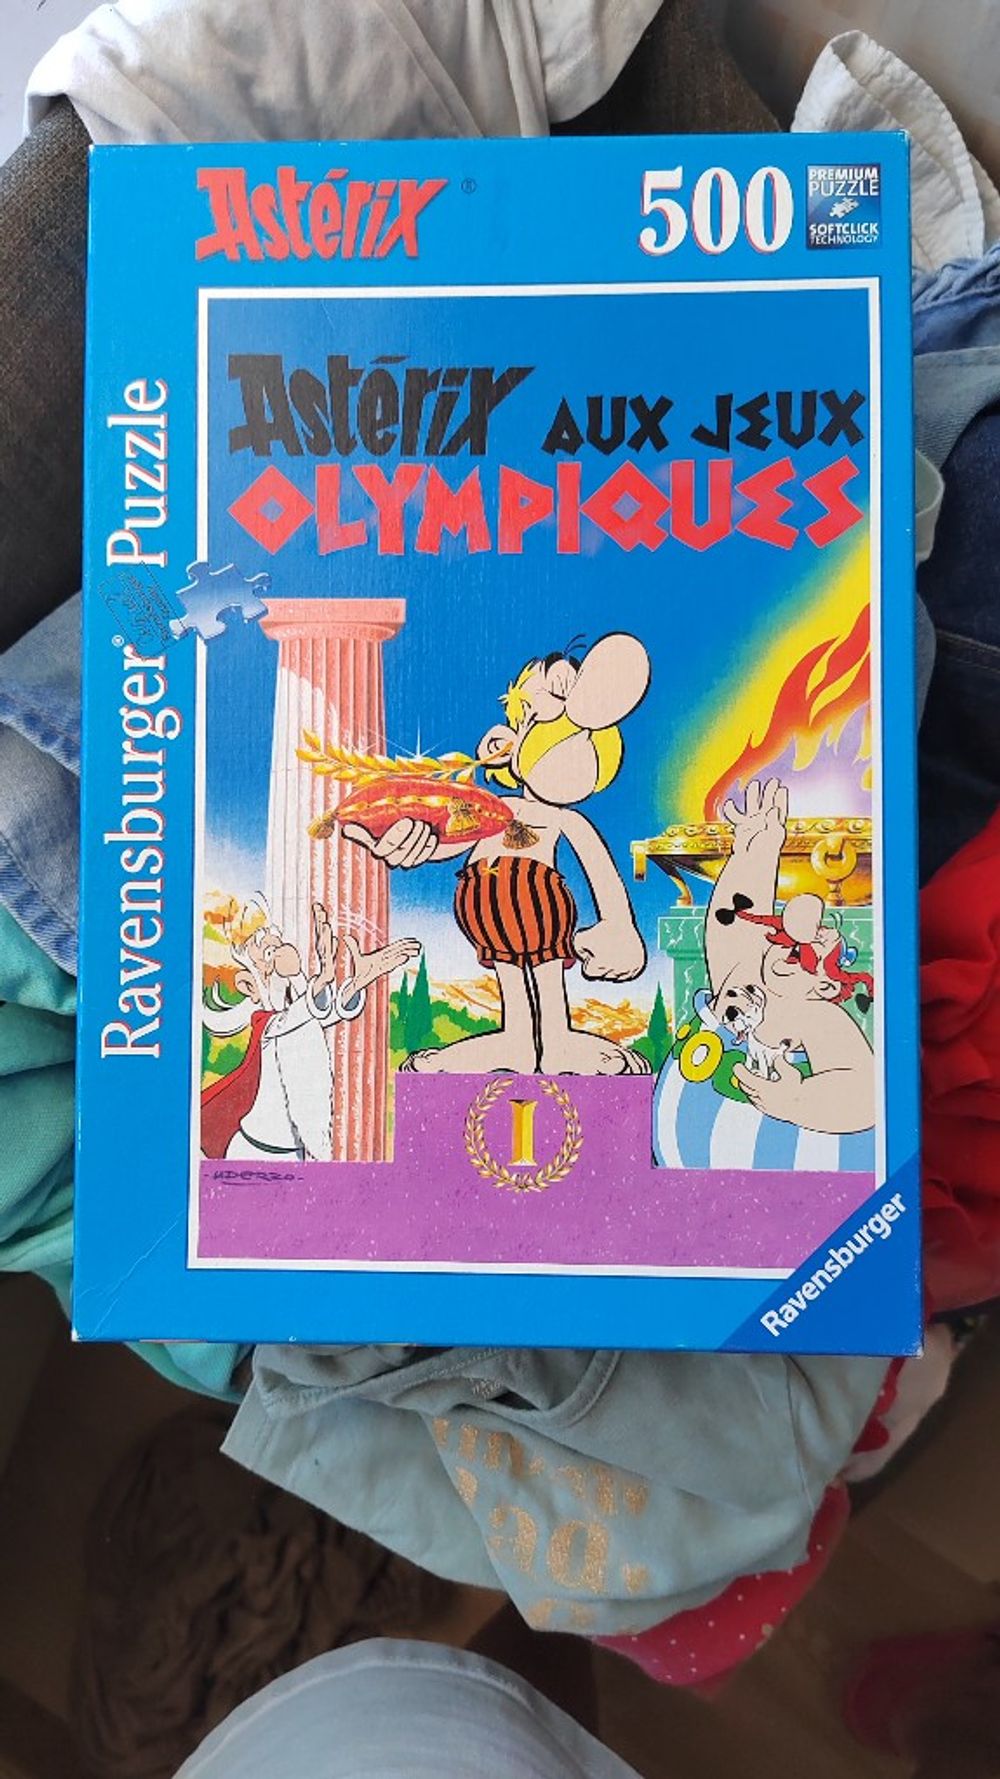 Astérix ®
500
PREMIUM
PUZZLE
SOFTCLICK
TECHNOLOGY
Astérix AUX JEUX
OLYMPIQUES
Ravensburger® Puzzle
I
-UDERZO-
Ravensburger